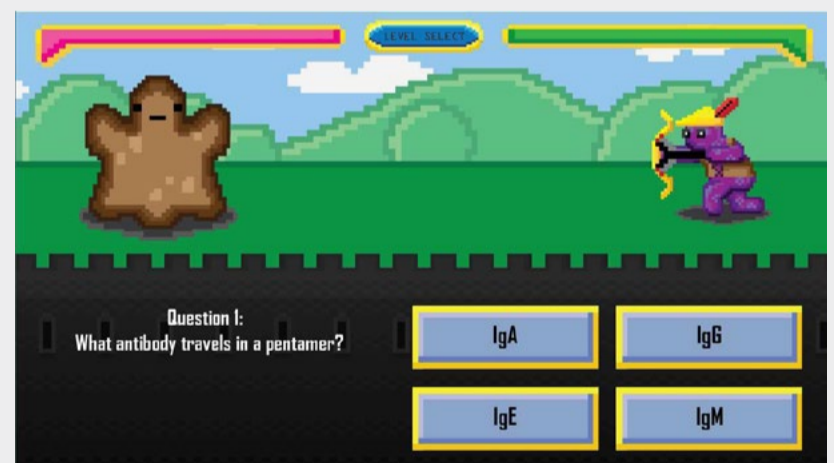 LEVEL SELECT
Question 1:
What antibody travels in a pentamer?
IgA
IgG
IgE
IgM